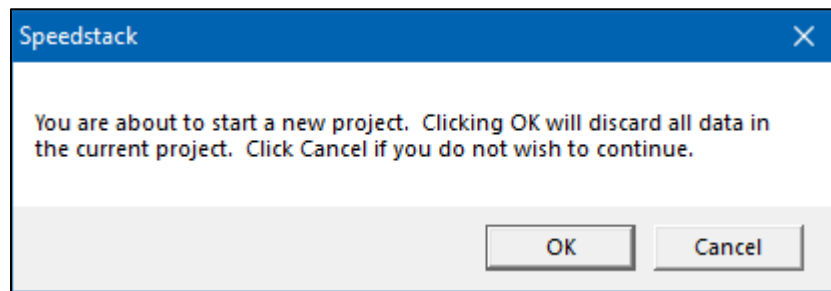 Speedstack
You are about to start a new project.  Clicking OK will discard all data in
the current project.  Click Cancel if you do not wish to continue.
OK
Cancel